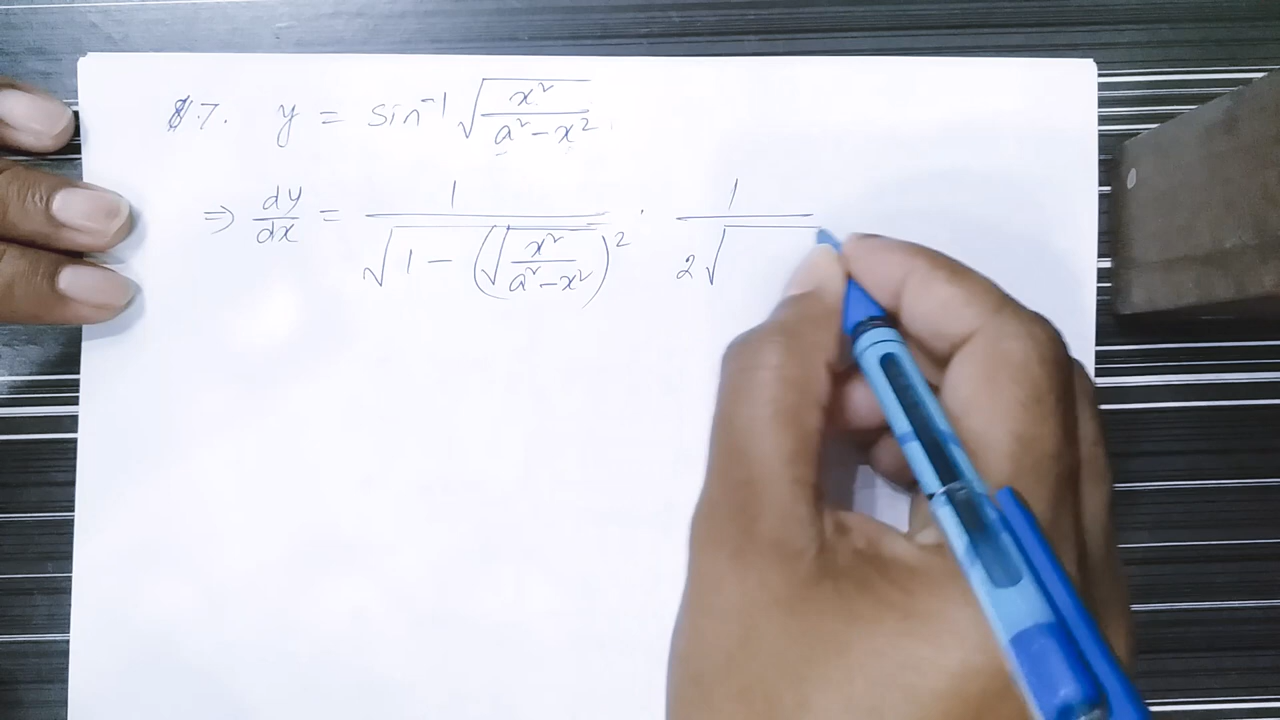 7. y = sin⁻¹ √(x²/(a²-x²))
⇒ dy/dx = 1/√(1-(√(x²/(a²-x²)))²) · 1/2√